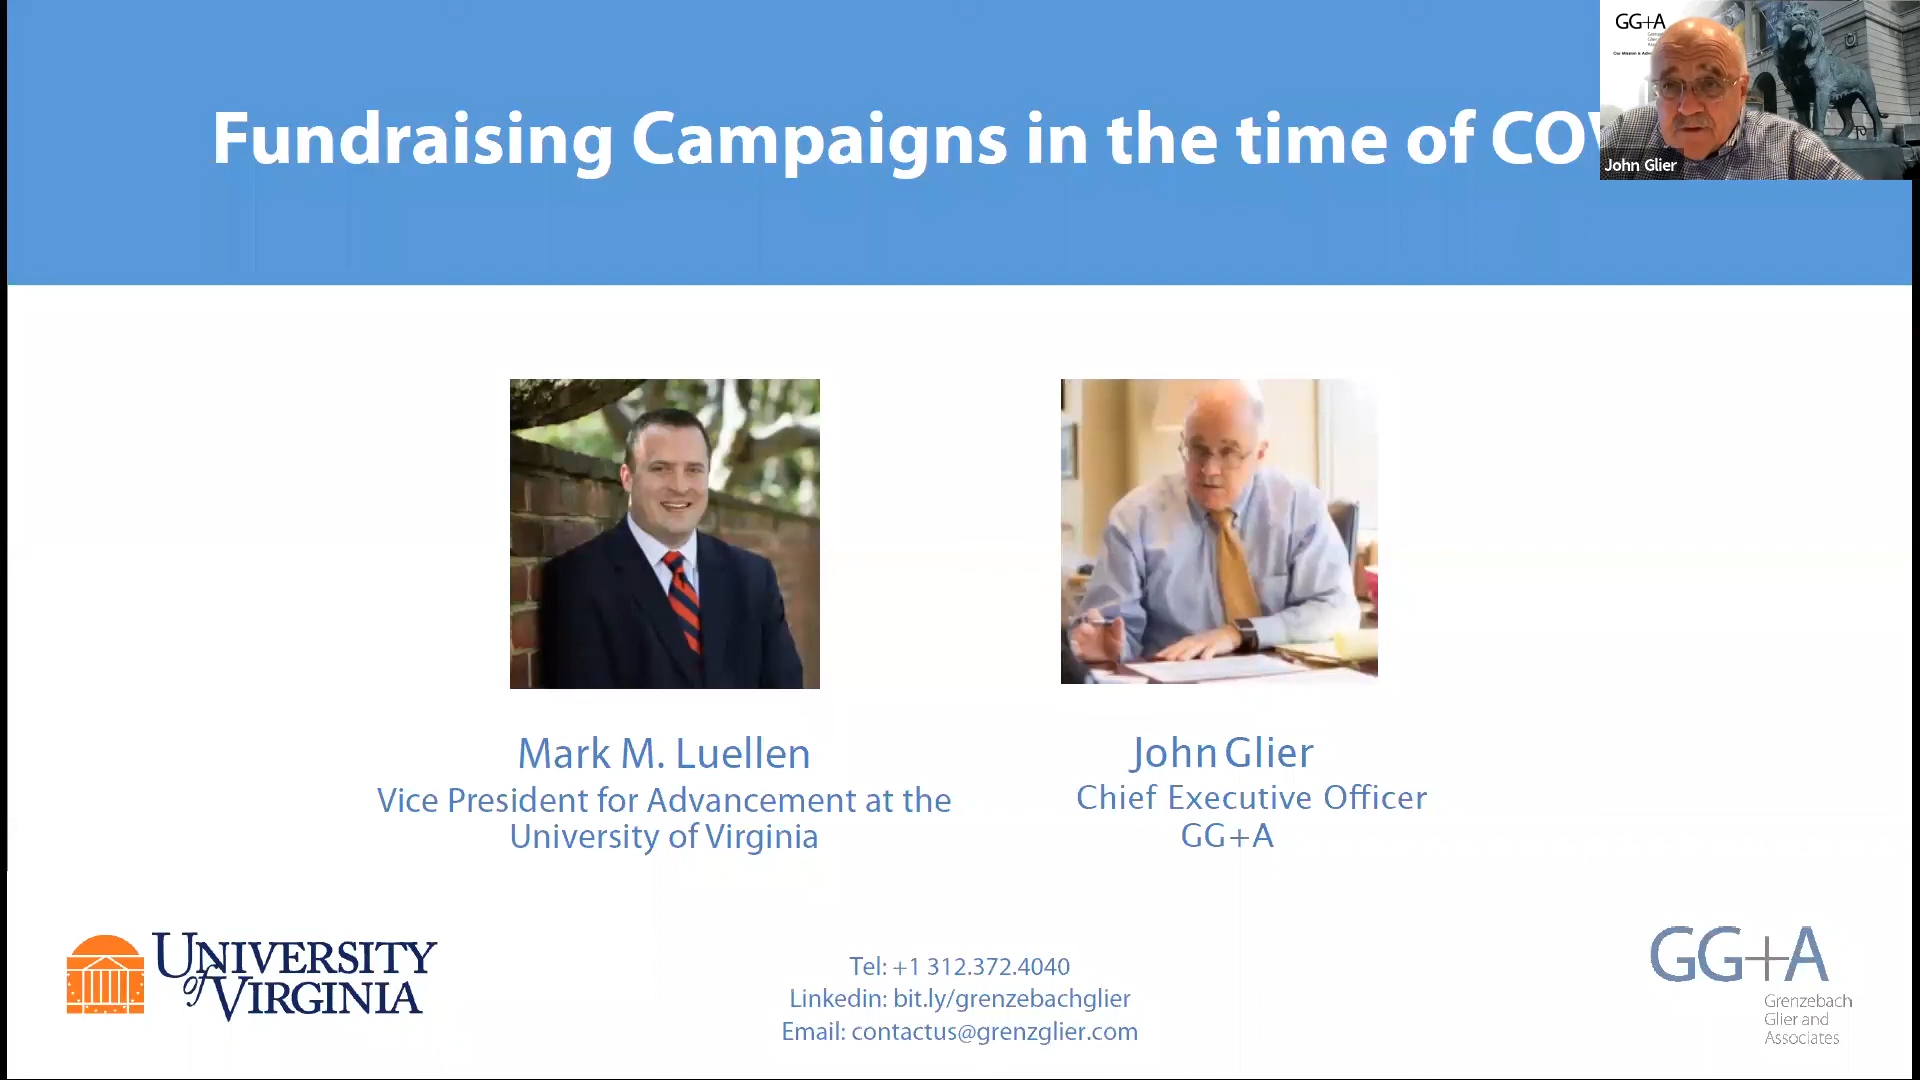 Fundraising Campaigns in the time of COV
GG+A
John Glier
Mark M. Luellen
Vice President for Advancement at the
University of Virginia
John Glier
Chief Executive Officer
GG+A
UNIVERSITY
of VIRGINIA
Tel: +1 312.372.4040
Linkedin: bit.ly/grenzebachglier
Email: contactus@grenzglier.com
GG+A
Grenzebach
Glier and
Associates